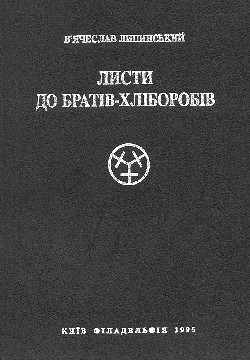 В'ЯЧЕСЛАВ ЛИПИНСЬКИЙ
ЛИСТИ
ДО БРАТІВ-ХЛІБОРОБІВ
КИЇВ ФІЛАДЕЛЬФІЯ 1995